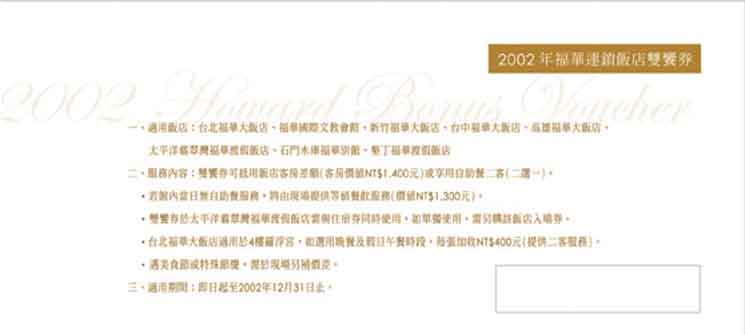 2002 年福華連鎖飯店雙饗券
2002 Howard Bonus Voucher
一、適用飯店：台北福華大飯店、福華國際文教會館、新竹福華大飯店、台中福華大飯店、高雄福華大飯店、
太平洋翡翠灣福華渡假飯店、石門水庫福華別館、墾丁福華渡假飯店
二、服務內容：雙饗券可抵用飯店客房差額(客房價值NT$1,400元)或享用自助餐二客(二選一)。
•若館內當日無自助餐服務，將由現場提供等値餐飲服務(價值NT$1,300元)。
•雙饗券於太平洋翡翠灣福華渡假飯店需與住宿券同時使用，如單獨使用，需另購該飯店入場券。
•台北福華大飯店適用於4樓羅浮宮，如選用晚餐及假日午餐時段，每張加收NT$400元(提供二客服務)。
•遇美食節或特殊節慶，需於現場另補價差。
三、適用期間：即日起至2002年12月31日止。